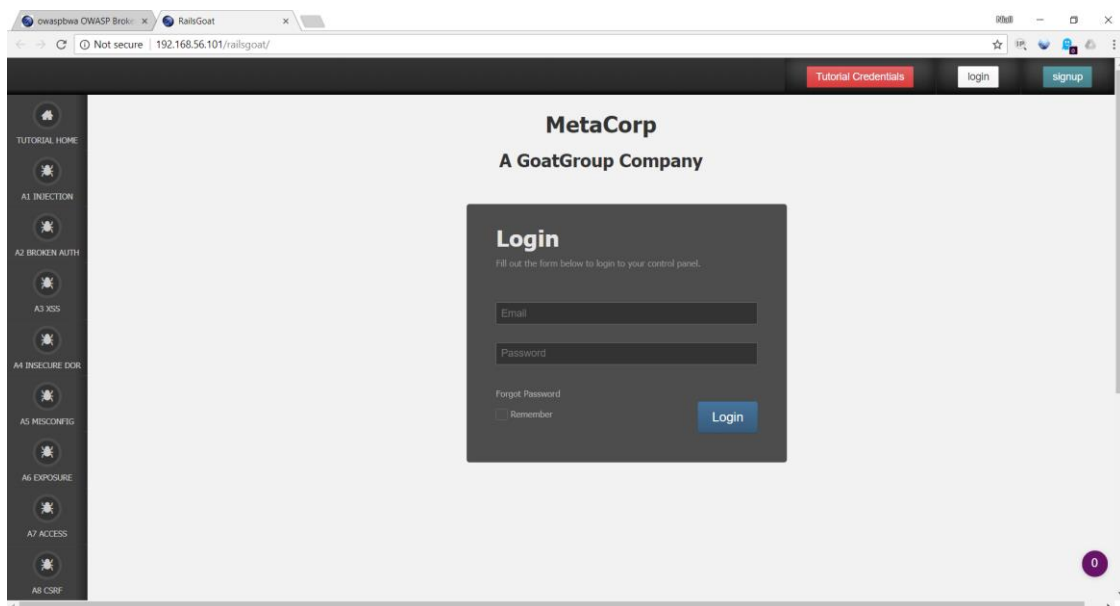 owaspbwa OWASP Broke
RailsGoat
Not secure | 192.168.56.101/railsgoat/
Tutorial Credentials
login
signup
TUTORIAL HOME
A1 INJECTION
A2 BROKEN AUTH
A3 XSS
A4 INSECURE DOR
A5 MISCONFIG
A6 EXPOSURE
A7 ACCESS
A8 CSRF
MetaCorp
A GoatGroup Company
Login
Fill out the form below to login to your control panel.
Email
Password
Forgot Password
Remember
Login
0